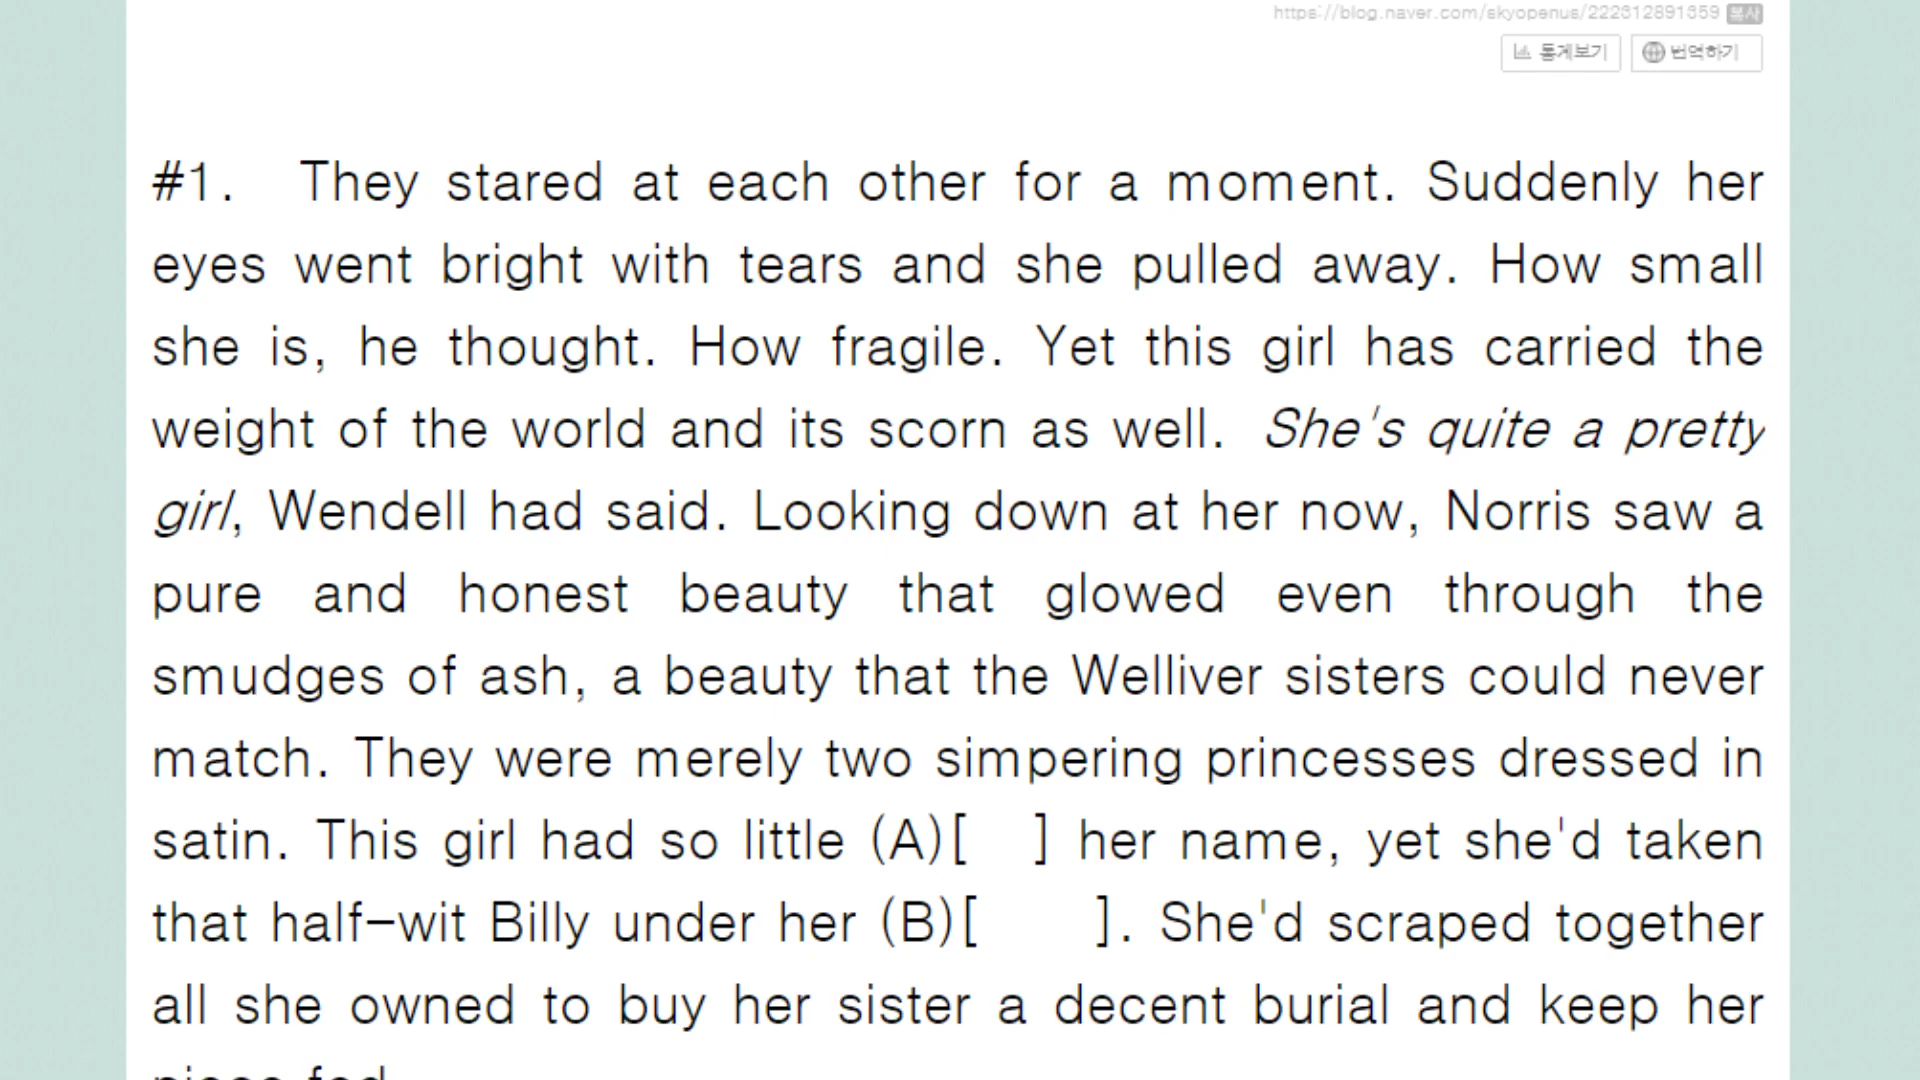 https://blog.naver.com/skyopenus/222612891659 복사
통계보기 번역하기
#1. They stared at each other for a moment. Suddenly her
eyes went bright with tears and she pulled away. How small
she is, he thought. How fragile. Yet this girl has carried the
weight of the world and its scorn as well. She's quite a pretty
girl, Wendell had said. Looking down at her now, Norris saw a
pure and honest beauty that glowed even through the
smudges of ash, a beauty that the Welliver sisters could never
match. They were merely two simpering princesses dressed in
satin. This girl had so little (A)[ ] her name, yet she'd taken
that half-wit Billy under her (B)[ ]. She'd scraped together
all she owned to buy her sister a decent burial and keep her
niece fed.